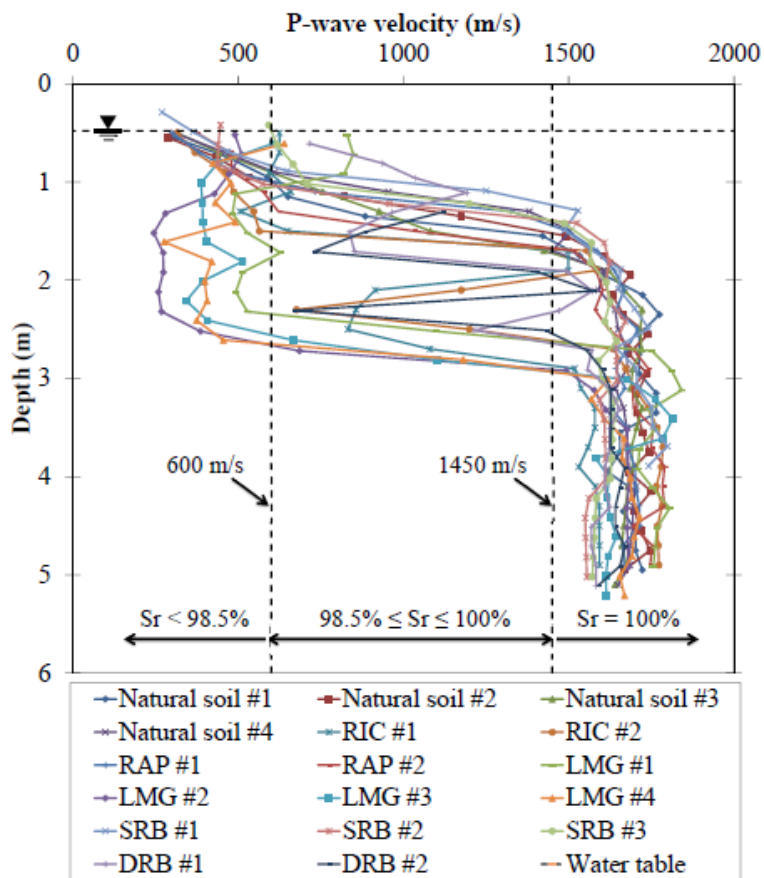 P-wave velocity (m/s)
0 500 1000 1500 2000
0
1
2
3
4
5
6
Depth (m)
600 m/s
1450 m/s
Sr < 98.5%
98.5% ≤ Sr ≤ 100%
Sr = 100%
Natural soil #1 Natural soil #2 Natural soil #3
Natural soil #4 RIC #1 RIC #2
RAP #1 RAP #2 LMG #1
LMG #2 LMG #3 LMG #4
SRB #1 SRB #2 SRB #3
DRB #1 DRB #2 Water table